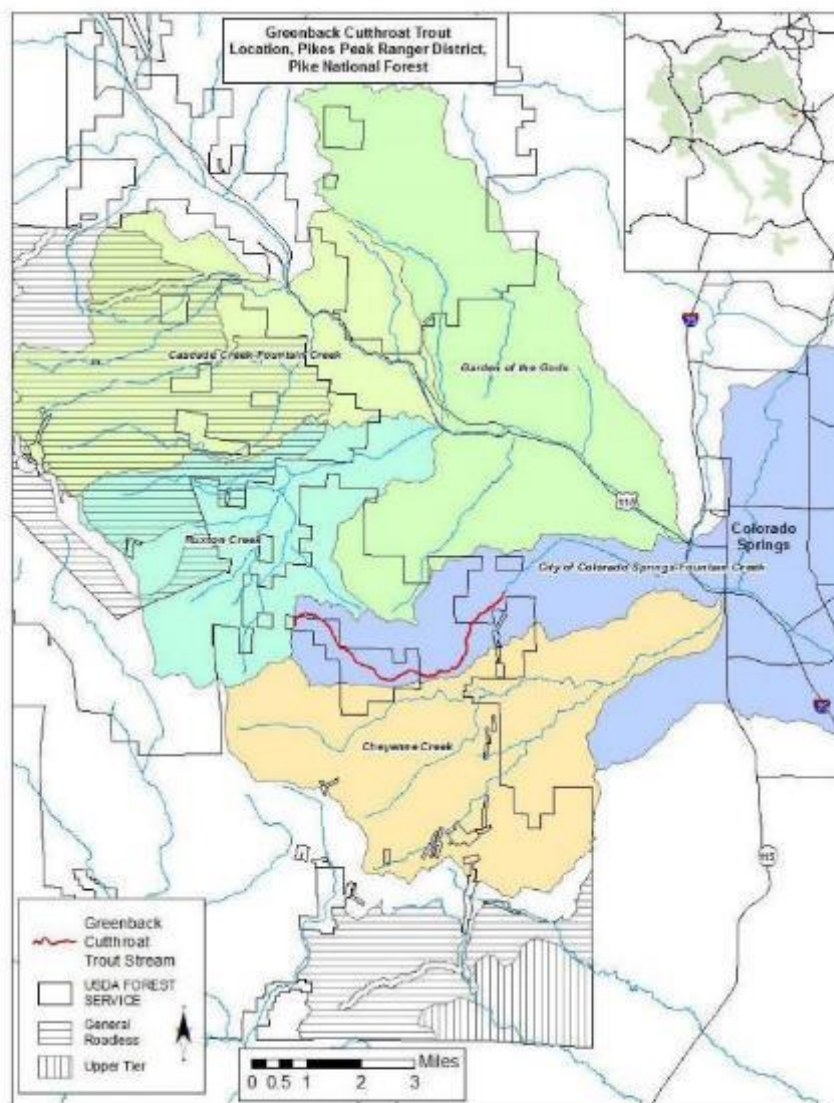 Greenback Cutthroat Trout
Location, Pikes Peak Ranger District,
Pike National Forest
25
Cascade Creek-Fountain Creek
Garden of the Gods
Ruxton Creek
Colorado
Springs
City of Colorado Springs-Fountain Creek
Cheyenne Creek
115
Greenback
Cutthroat
Trout Stream
USDA FOREST
SERVICE
General
Roadless
Upper Tier
Miles
0 0.5 1 2 3